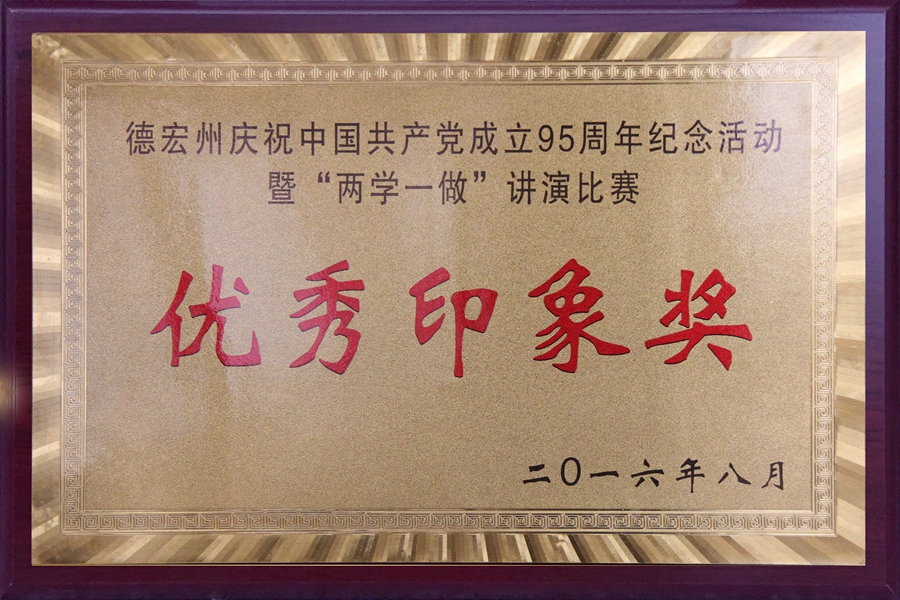 德宏州庆祝中国共产党成立95周年纪念活动
暨“两学一做”讲演比赛
优秀印象奖
二〇一六年八月